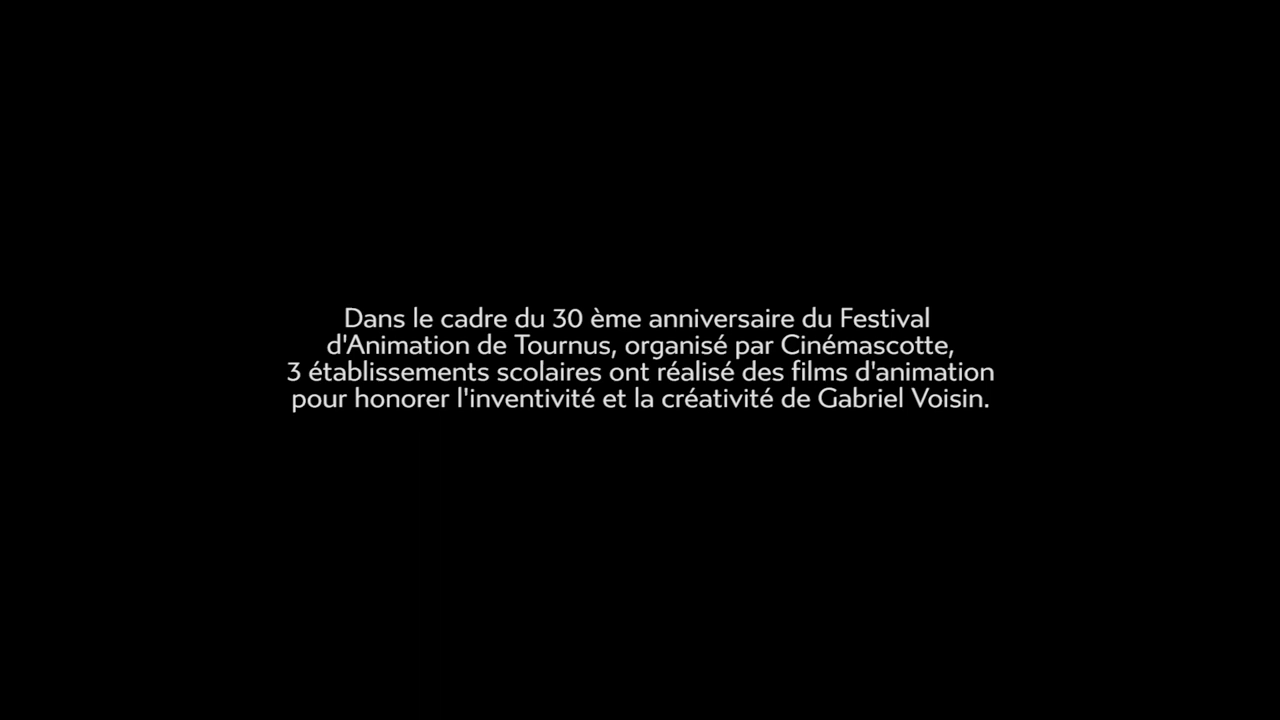 Dans le cadre du 30 ème anniversaire du Festival
d'Animation de Tournus, organisé par Cinémascotte,
3 établissements scolaires ont réalisé des films d'animation
pour honorer l'inventivité et la créativité de Gabriel Voisin.